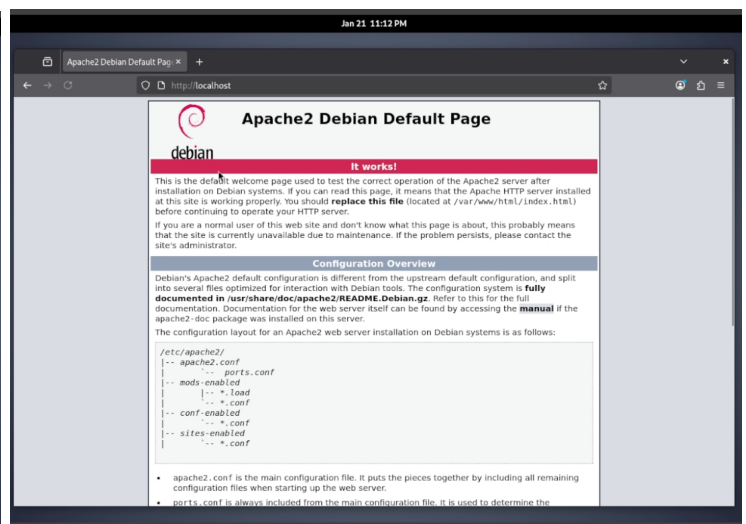 Jan 21 11:12 PM
Apache2 Debian Default Pag
http://localhost
Apache2 Debian Default Page
debian
It works!
This is the default welcome page used to test the correct operation of the Apache2 server after
installation on Debian systems. If you can read this page, it means that the Apache HTTP server installed
at this site is working properly. You should replace this file (located at /var/www/html/index.html)
before continuing to operate your HTTP server.
If you are a normal user of this web site and don't know what this page is about, this probably means
that the site is currently unavailable due to maintenance. If the problem persists, please contact the
site's administrator.
Configuration Overview
Debian's Apache2 default configuration is different from the upstream default configuration, and split
into several files optimized for interaction with Debian tools. The configuration system is fully
documented in /usr/share/doc/apache2/README.Debian.gz. Refer to this for the full
documentation. Documentation for the web server itself can be found by accessing the manual if the
apache2-doc package was installed on this server.
The configuration layout for an Apache2 web server installation on Debian systems is as follows:
/etc/apache2/
|-- apache2.conf
|       `--  ports.conf
|-- mods-enabled
|       |-- *.load
|       `-- *.conf
|-- conf-enabled
|       `-- *.conf
|-- sites-enabled
|       `-- *.conf
• apache2.conf is the main configuration file. It puts the pieces together by including all remaining
configuration files when starting up the web server.
• ports.conf is always included from the main configuration file. It is used to determine the